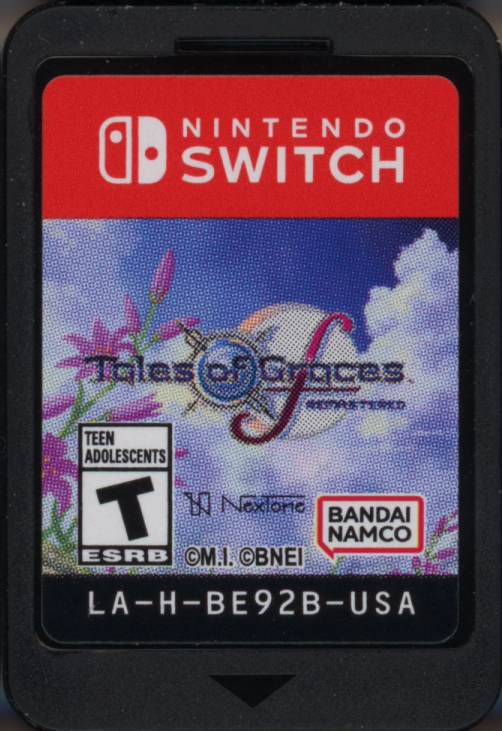 NINTENDO
SWITCH
Tales of Graces f
REMASTERED
TEEN
ADOLESCENTS
T
ESRB
N NexTone
BANDAI
NAMCO
©M.I. ©BNEI
LA-H-BE92B-USA